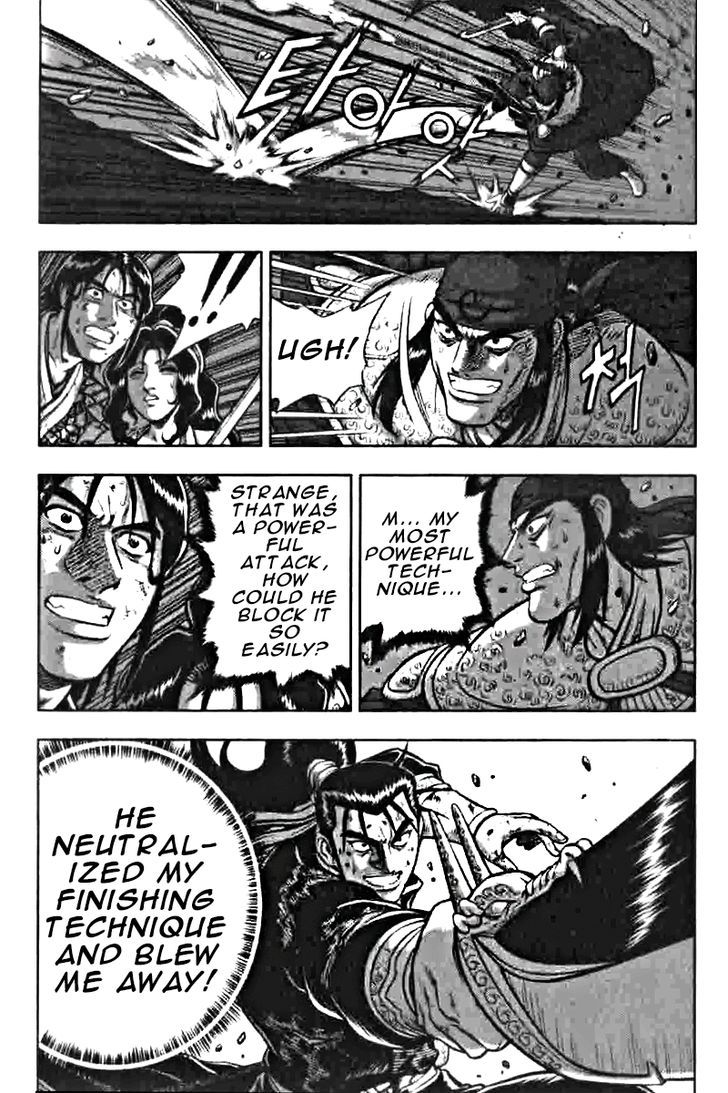 타아앗
UGH!
척
!!
M... MY
MOST
POWERFUL
TECH-
NIQUE...
STRANGE,
THAT WAS
A POWER-
FUL
ATTACK,
HOW
COULD HE
BLOCK IT
SO
EASILY?
HE
NEUTRAL-
IZED MY
FINISHING
TECHNIQUE
AND BLEW
ME AWAY!